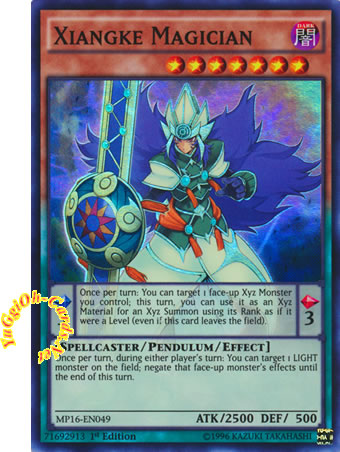 XIANGKE MAGICIAN
DARK
闇
Once per turn: You can target 1 face-up Xyz Monster
you control; this turn, you can use it as an Xyz
Material for an Xyz Summon using its Rank as if it
were a Level (even if this card leaves the field).
3
[SPELLCASTER/PENDULUM/EFFECT]
Once per turn, during either player's turn: You can target 1 LIGHT
monster on the field; negate that face-up monster's effects until
the end of this turn.
MP16-EN049 ATK/2500 DEF/ 500
71692913 1st Edition ©1996 KAZUKI TAKAHASHI
YuGgiOh-Cards.Net